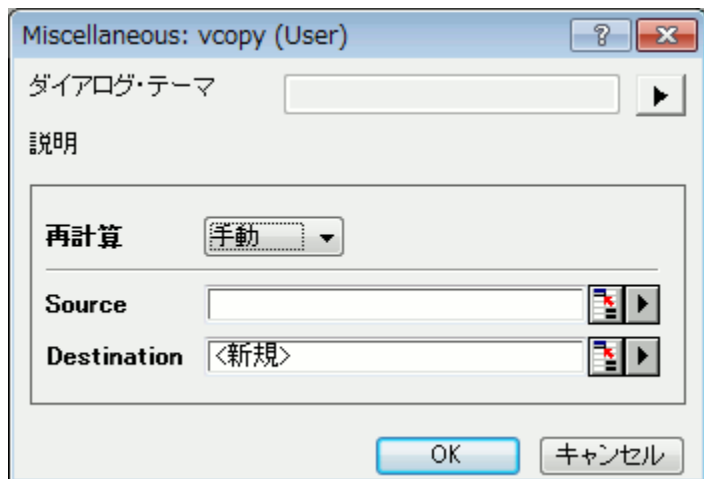 Miscellaneous: vcopy (User)
ダイアログ・テーマ
説明
再計算 手動
Source
Destination <新規>
OK キャンセル